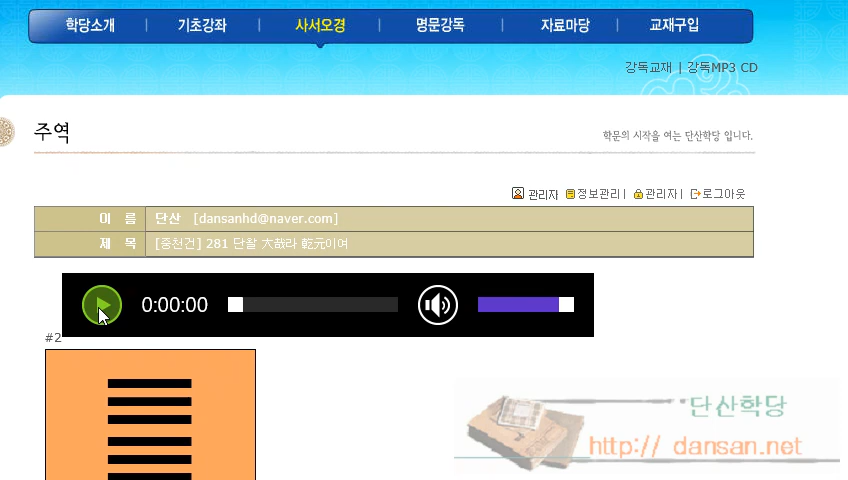 학당소개 | 기초강좌 | 사서오경 | 명문강독 | 자료마당 | 교재구입
강독교재 | 강독MP3 CD
주역
학문의 시작을 여는 단산학당 입니다.
관리자 정보관리| 관리자| 로그아웃
이 름 단산 [dansanhd@naver.com]
제 목 [중천건] 281 단왈 大哉라 乾元이여
0:00:00
#2
단산학당
http:// dansan.net